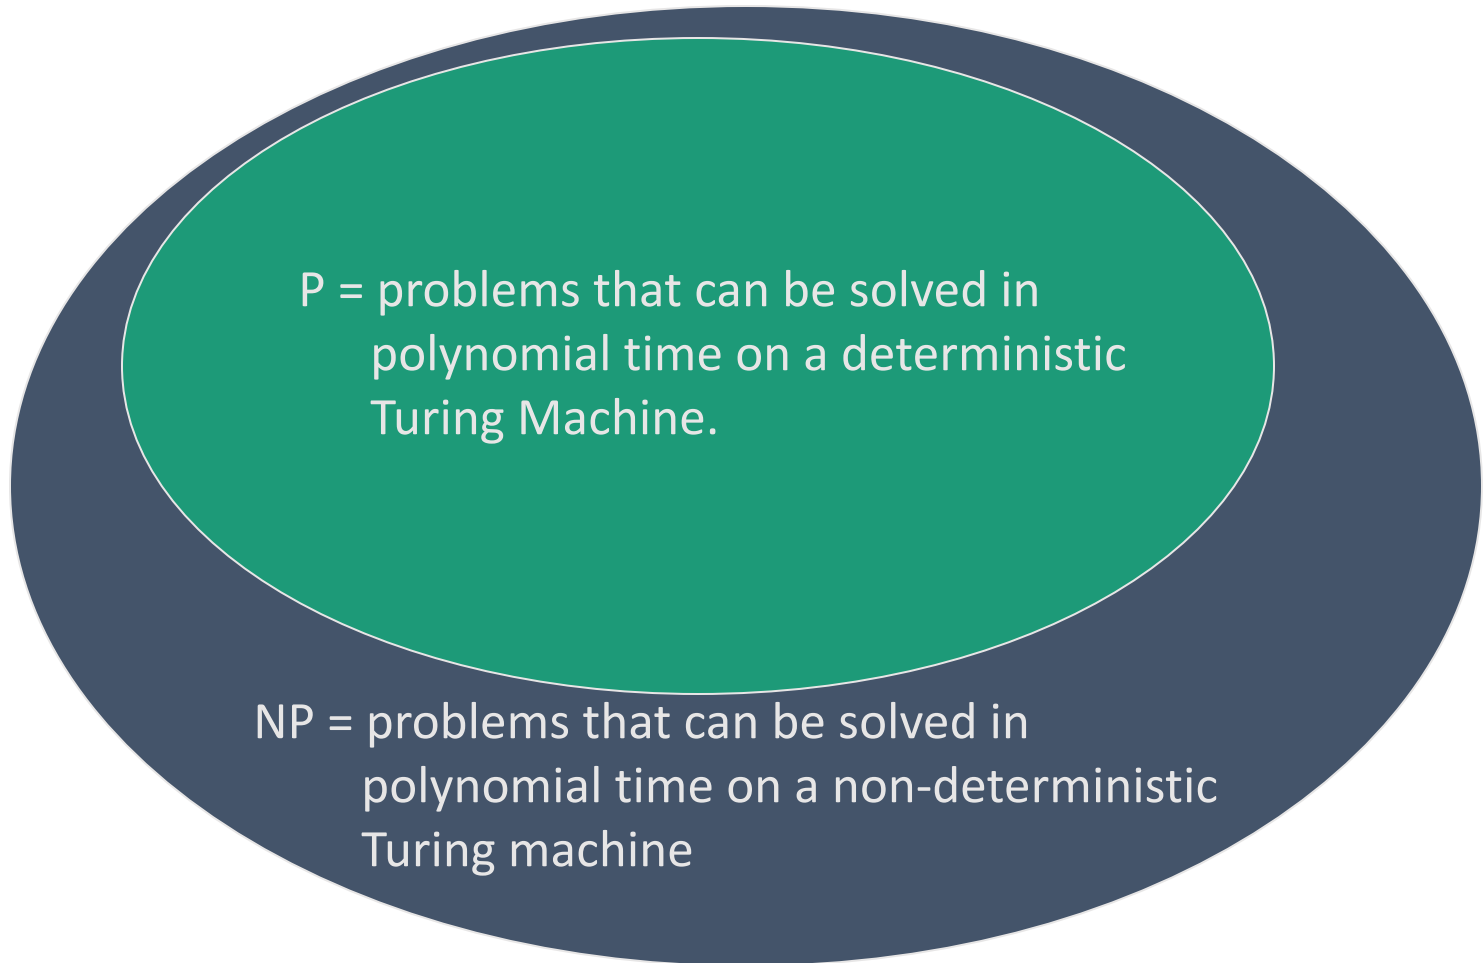 P = problems that can be solved in
polynomial time on a deterministic
Turing Machine.
NP = problems that can be solved in
polynomial time on a non-deterministic
Turing machine